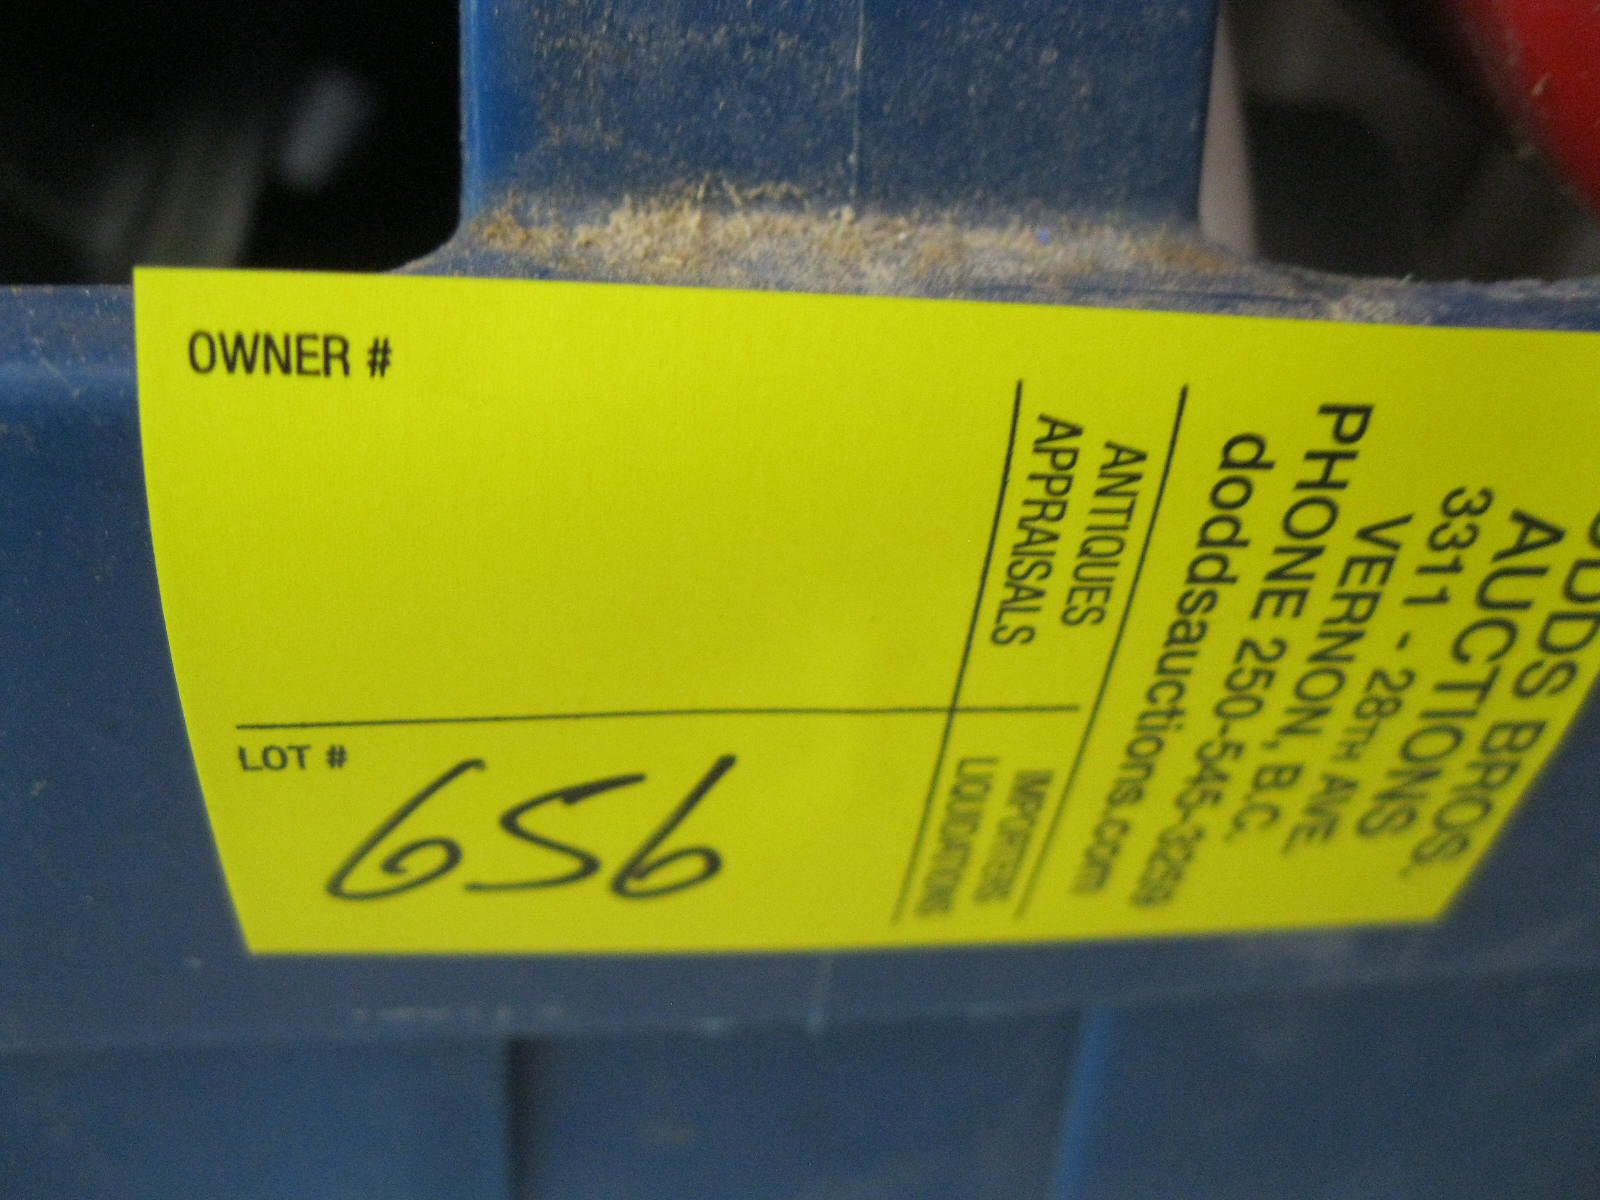 OWNER #
LOT #
656
BROS.
AUCTIONS
3311 - 28TH AVE.
VERNON, B.C.
PHONE 250-545-3259
doddsauctions.com
ANTIQUES
APPRAISALS
IMPORTERS
LIQUIDATIONS